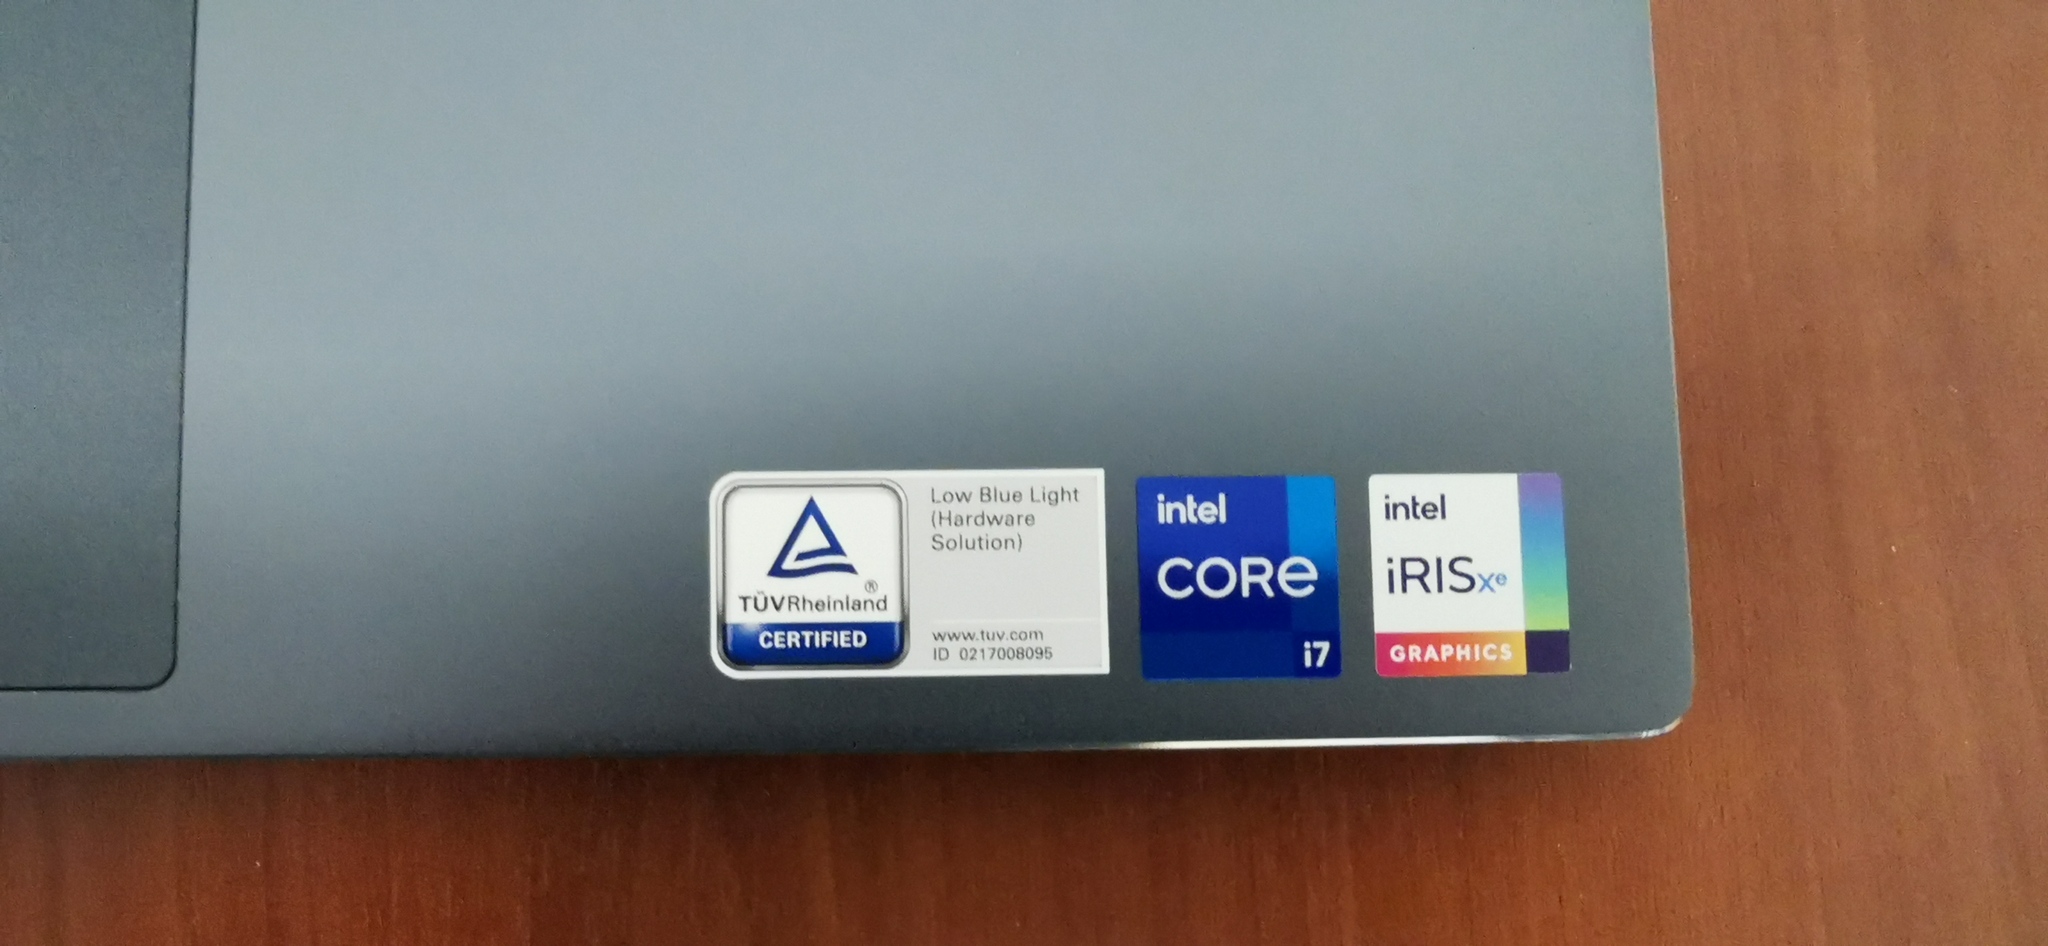 TÜVRheinland®
CERTIFIED
Low Blue Light
(Hardware
Solution)
www.tuv.com
ID 0217008095
intel
CORE
i7
intel
iRISxe
GRAPHICS